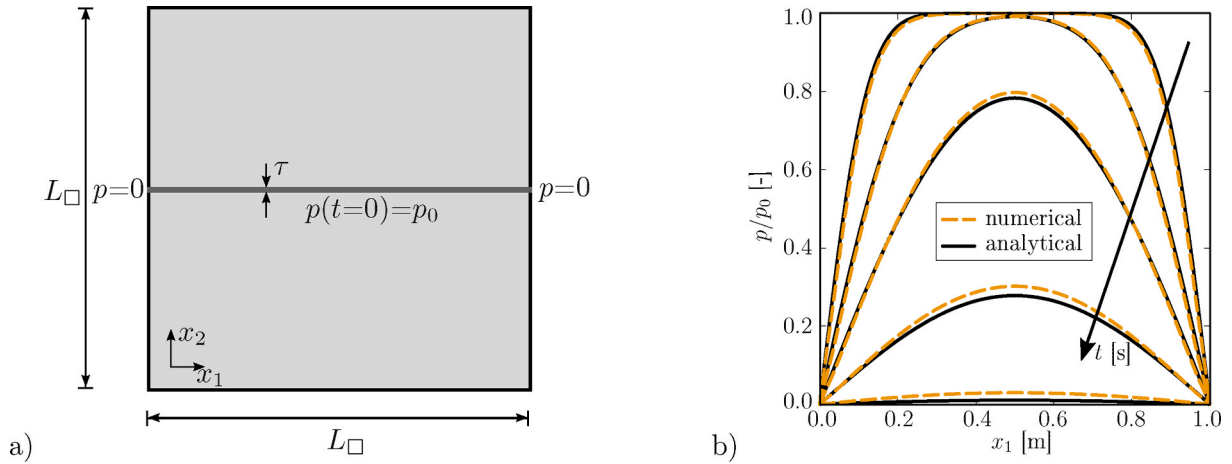 τ
L□
p=0
p=0
p(t=0)=p₀
x₂
x₁
L□
a)
1.0
0.8
0.6
0.4
0.2
0.0
p/p₀ [-]
numerical
analytical
t [s]
0.0 0.2 0.4 0.6 0.8 1.0
x₁ [m]
b)